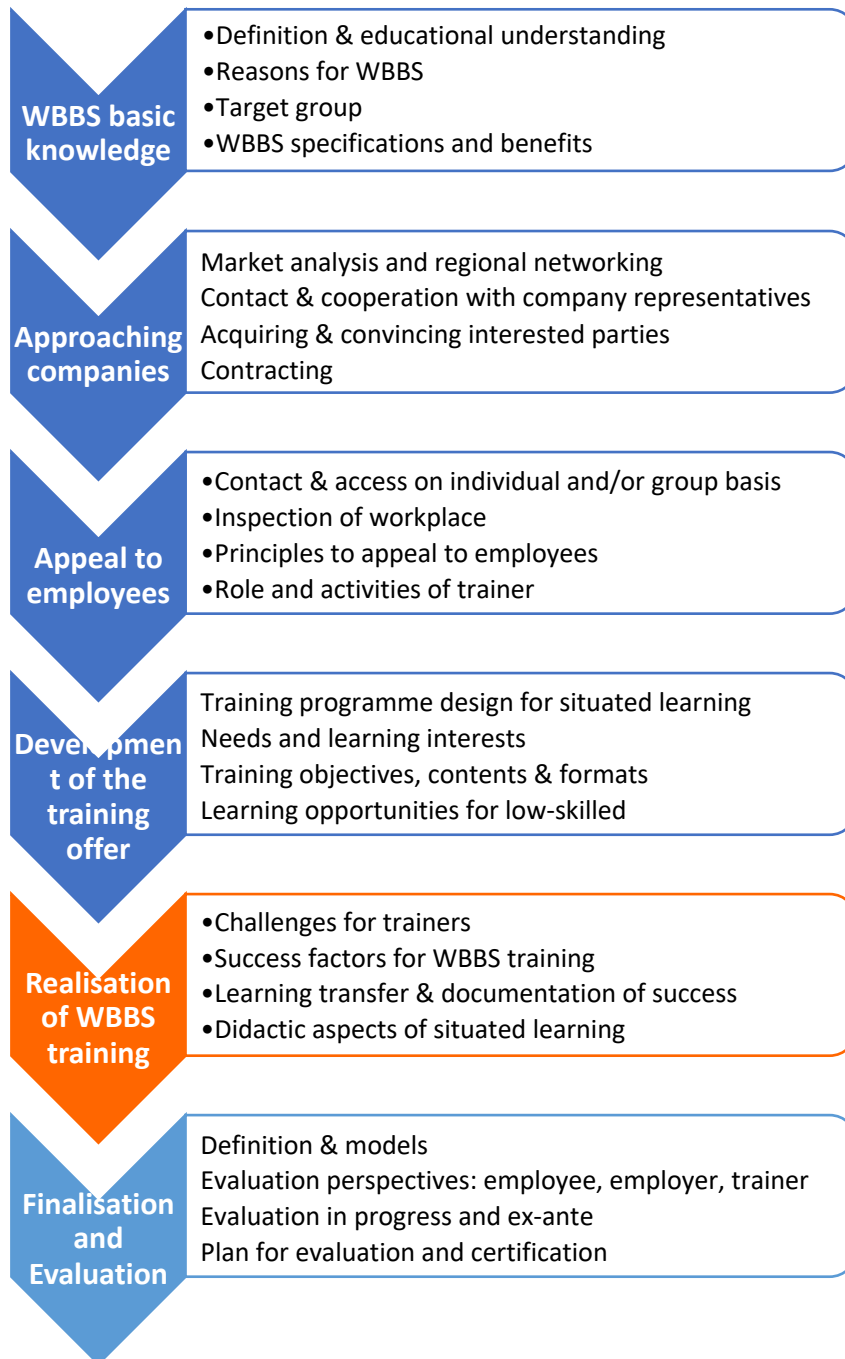 WBBS basic
knowledge
•Definition & educational understanding
•Reasons for WBBS
•Target group
•WBBS specifications and benefits
Approaching
companies
Market analysis and regional networking
Contact & cooperation with company representatives
Acquiring & convincing interested parties
Contracting
Appeal to
employees
•Contact & access on individual and/or group basis
•Inspection of workplace
•Principles to appeal to employees
•Role and activities of trainer
Developmen
t of the
training
offer
Training programme design for situated learning
Needs and learning interests
Training objectives, contents & formats
Learning opportunities for low-skilled
Realisation
of WBBS
training
•Challenges for trainers
•Success factors for WBBS training
•Learning transfer & documentation of success
•Didactic aspects of situated learning
Finalisation
and
Evaluation
Definition & models
Evaluation perspectives: employee, employer, trainer
Evaluation in progress and ex-ante
Plan for evaluation and certification